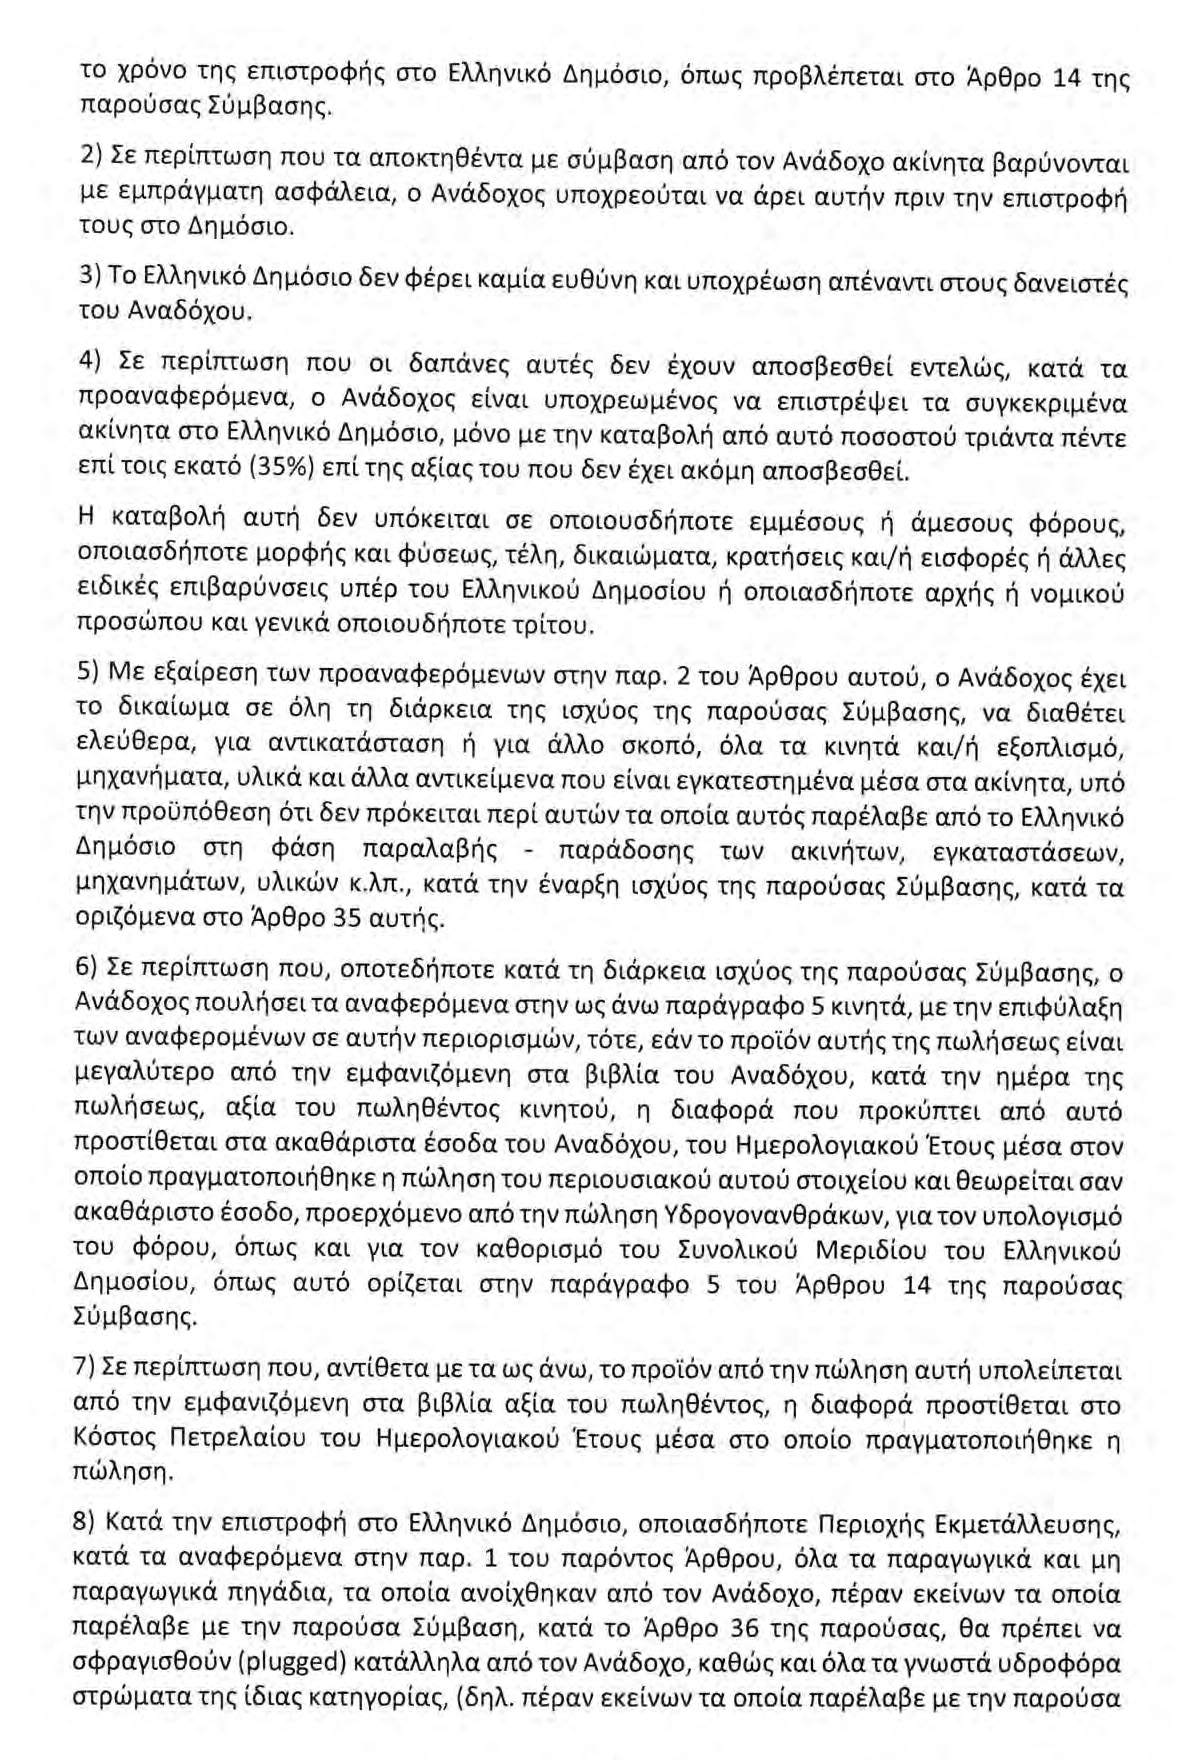 το χρόνο της επιστροφής στο Ελληνικό Δημόσιο, όπως προβλέπεται στο Άρθρο 14 της
παρούσας Σύμβασης.
2) Σε περίπτωση που τα αποκτηθέντα με σύμβαση από τον Ανάδοχο ακίνητα βαρύνονται
με εμπράγματη ασφάλεια, ο Ανάδοχος υποχρεούται να άρει αυτήν πριν την επιστροφή
τους στο Δημόσιο.
3) Το Ελληνικό Δημόσιο δεν φέρει καμία ευθύνη και υποχρέωση απέναντι στους δανειστές
του Αναδόχου.
4) Σε περίπτωση που οι δαπάνες αυτές δεν έχουν αποσβεσθεί εντελώς, κατά τα
προαναφερόμενα, ο Ανάδοχος είναι υποχρεωμένος να επιστρέψει τα συγκεκριμένα
ακίνητα στο Ελληνικό Δημόσιο, μόνο με την καταβολή από αυτό ποσοστού τριάντα πέντε
επί τοις εκατό (35%) επί της αξίας του που δεν έχει ακόμη αποσβεσθεί.
Η καταβολή αυτή δεν υπόκειται σε οποιουσδήποτε εμμέσους ή άμεσους φόρους,
οποιασδήποτε μορφής και φύσεως, τέλη, δικαιώματα, κρατήσεις και/ή εισφορές ή άλλες
ειδικές επιβαρύνσεις υπέρ του Ελληνικού Δημοσίου ή οποιασδήποτε αρχής ή νομικού
προσώπου και γενικά οποιουδήποτε τρίτου.
5) Με εξαίρεση των προαναφερόμενων στην παρ. 2 του Άρθρου αυτού, ο Ανάδοχος έχει
το δικαίωμα σε όλη τη διάρκεια της ισχύος της παρούσας Σύμβασης, να διαθέτει
ελεύθερα, για αντικατάσταση ή για άλλο σκοπό, όλα τα κινητά και/ή εξοπλισμό,
μηχανήματα, υλικά και άλλα αντικείμενα που είναι εγκατεστημένα μέσα στα ακίνητα, υπό
την προϋπόθεση ότι δεν πρόκειται περί αυτών τα οποία αυτός παρέλαβε από το Ελληνικό
Δημόσιο στη φάση παραλαβής - παράδοσης των ακινήτων, εγκαταστάσεων,
μηχανημάτων, υλικών κ.λπ., κατά την έναρξη ισχύος της παρούσας Σύμβασης, κατά τα
οριζόμενα στο Άρθρο 35 αυτής.
6) Σε περίπτωση που, οποτεδήποτε κατά τη διάρκεια ισχύος της παρούσας Σύμβασης, ο
Ανάδοχος πουλήσει τα αναφερόμενα στην ως άνω παράγραφο 5 κινητά, με την επιφύλαξη
των αναφερομένων σε αυτήν περιορισμών, τότε, εάν το προϊόν αυτής της πωλήσεως είναι
μεγαλύτερο από την εμφανιζόμενη στα βιβλία του Αναδόχου, κατά την ημέρα της
πωλήσεως, αξία του πωληθέντος κινητού, η διαφορά που προκύπτει από αυτό
προστίθεται στα ακαθάριστα έσοδα του Αναδόχου, του Ημερολογιακού Έτους μέσα στον
οποίο πραγματοποιήθηκε η πώληση του περιουσιακού αυτού στοιχείου και θεωρείται σαν
ακαθάριστο έσοδο, προερχόμενο από την πώληση Υδρογονανθράκων, για τον υπολογισμό
του φόρου, όπως και για τον καθορισμό του Συνολικού Μεριδίου του Ελληνικού
Δημοσίου, όπως αυτό ορίζεται στην παράγραφο 5 του Άρθρου 14 της παρούσας
Σύμβασης.
7) Σε περίπτωση που, αντίθετα με τα ως άνω, το προϊόν από την πώληση αυτή υπολείπεται
από την εμφανιζόμενη στα βιβλία αξία του πωληθέντος, η διαφορά προστίθεται στο
Κόστος Πετρελαίου του Ημερολογιακού Έτους μέσα στο οποίο πραγματοποιήθηκε η
πώληση.
8) Κατά την επιστροφή στο Ελληνικό Δημόσιο, οποιασδήποτε Περιοχής Εκμετάλλευσης,
κατά τα αναφερόμενα στην παρ. 1 του παρόντος Άρθρου, όλα τα παραγωγικά και μη
παραγωγικά πηγάδια, τα οποία ανοίχθηκαν από τον Ανάδοχο, πέραν εκείνων τα οποία
παρέλαβε με την παρούσα Σύμβαση, κατά το Άρθρο 36 της παρούσας, θα πρέπει να
σφραγισθούν (plugged) κατάλληλα από τον Ανάδοχο, καθώς και όλα τα γνωστά υδροφόρα
στρώματα της ίδιας κατηγορίας, (δηλ. πέραν εκείνων τα οποία παρέλαβε με την παρούσα